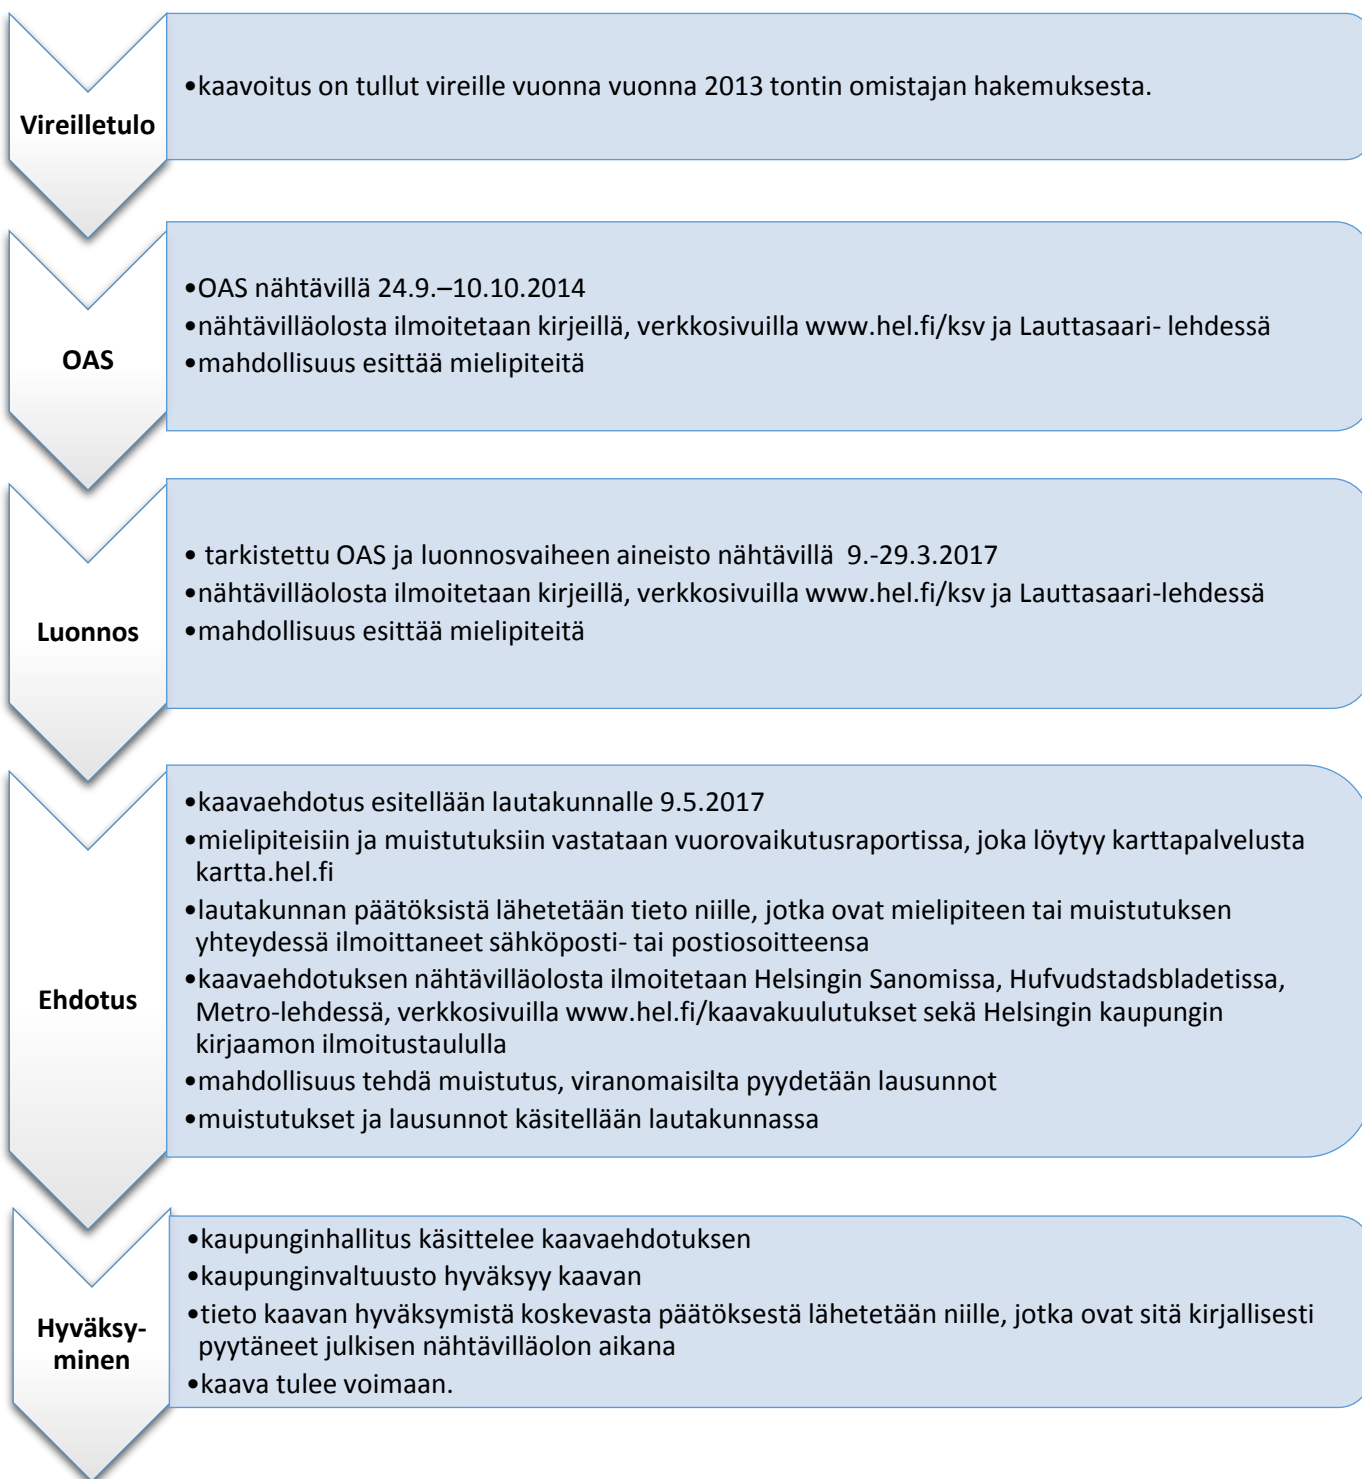 Vireilletulo
•kaavoitus on tullut vireille vuonna vuonna 2013 tontin omistajan hakemuksesta.
OAS
•OAS nähtävillä 24.9.–10.10.2014
•nähtävilläolosta ilmoitetaan kirjeillä, verkkosivuilla www.hel.fi/ksv ja Lauttasaari- lehdessä
•mahdollisuus esittää mielipiteitä
Luonnos
• tarkistettu OAS ja luonnosvaiheen aineisto nähtävillä 9.-29.3.2017
•nähtävilläolosta ilmoitetaan kirjeillä, verkkosivuilla www.hel.fi/ksv ja Lauttasaari-lehdessä
•mahdollisuus esittää mielipiteitä
Ehdotus
•kaavaehdotus esitellään lautakunnalle 9.5.2017
•mielipiteisiin ja muistutuksiin vastataan vuorovaikutusraportissa, joka löytyy karttapalvelusta
kartta.hel.fi
•lautakunnan päätöksistä lähetetään tieto niille, jotka ovat mielipiteen tai muistutuksen
yhteydessä ilmoittaneet sähköposti- tai postiosoitteensa
•kaavaehdotuksen nähtävilläolosta ilmoitetaan Helsingin Sanomissa, Hufvudstadsbladetissa,
Metro-lehdessä, verkkosivuilla www.hel.fi/kaavakuulutukset sekä Helsingin kaupungin
kirjaamon ilmoitustaululla
•mahdollisuus tehdä muistutus, viranomaisilta pyydetään lausunnot
•muistutukset ja lausunnot käsitellään lautakunnassa
Hyväksy-
minen
•kaupunginhallitus käsittelee kaavaehdotuksen
•kaupunginvaltuusto hyväksyy kaavan
•tieto kaavan hyväksymistä koskevasta päätöksestä lähetetään niille, jotka ovat sitä kirjallisesti
pyytäneet julkisen nähtävilläolon aikana
•kaava tulee voimaan.